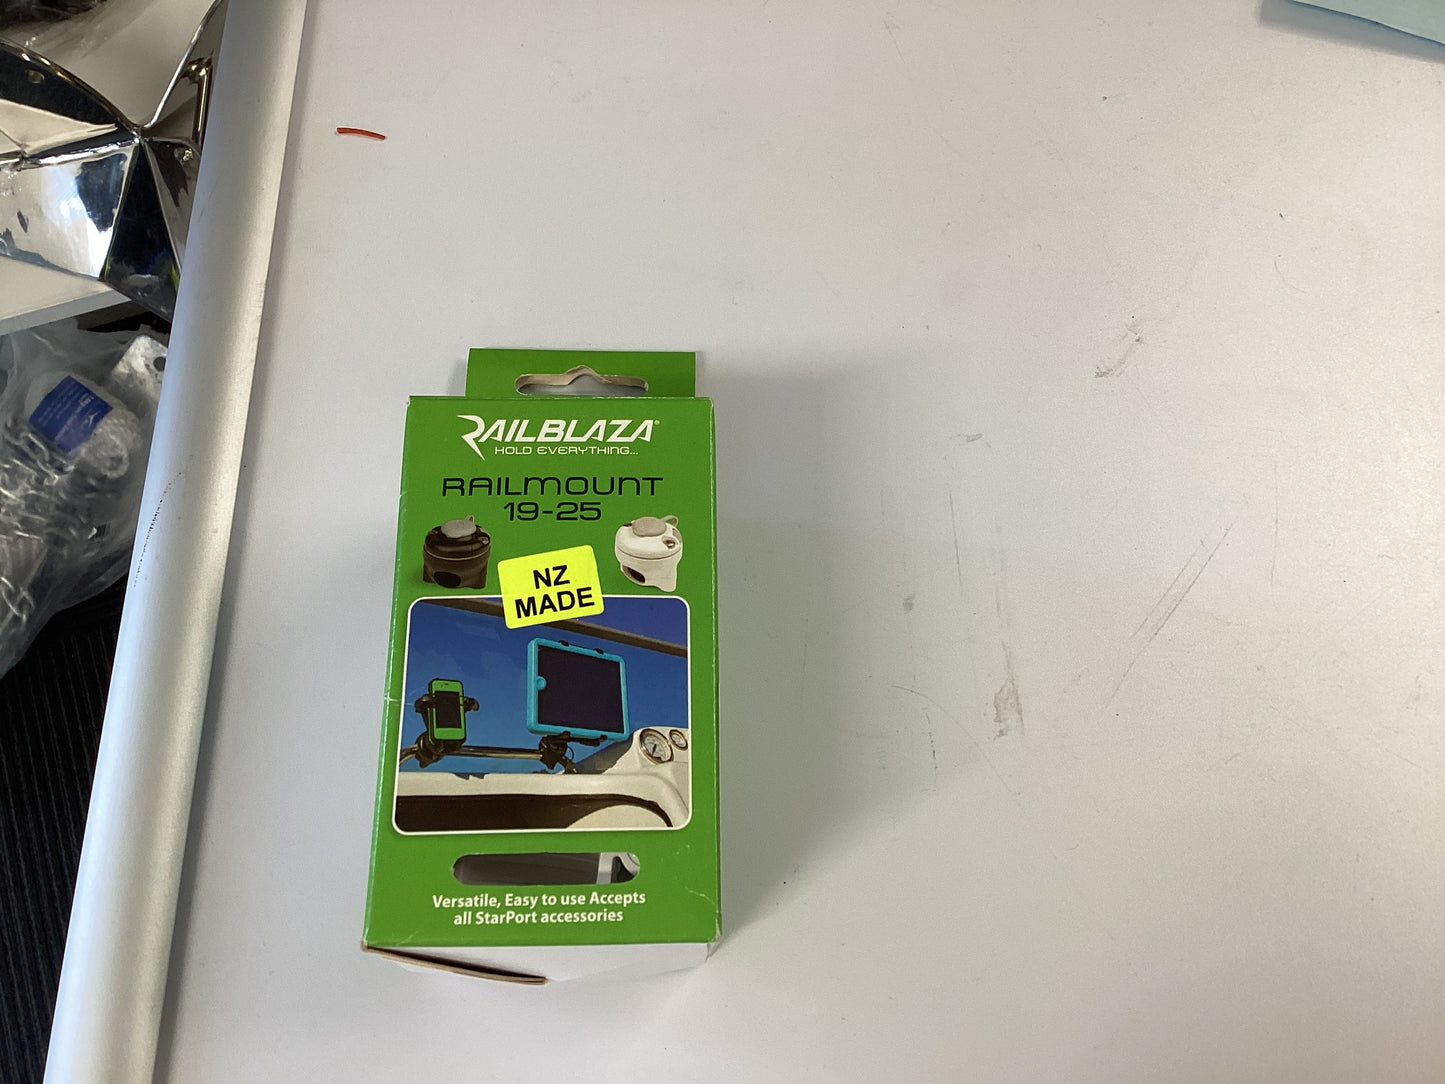 RAILBLAZA®
HOLD EVERYTHING...
RAILMOUNT
19-25
NZ
MADE
Versatile, Easy to use Accepts
all StarPort accessories